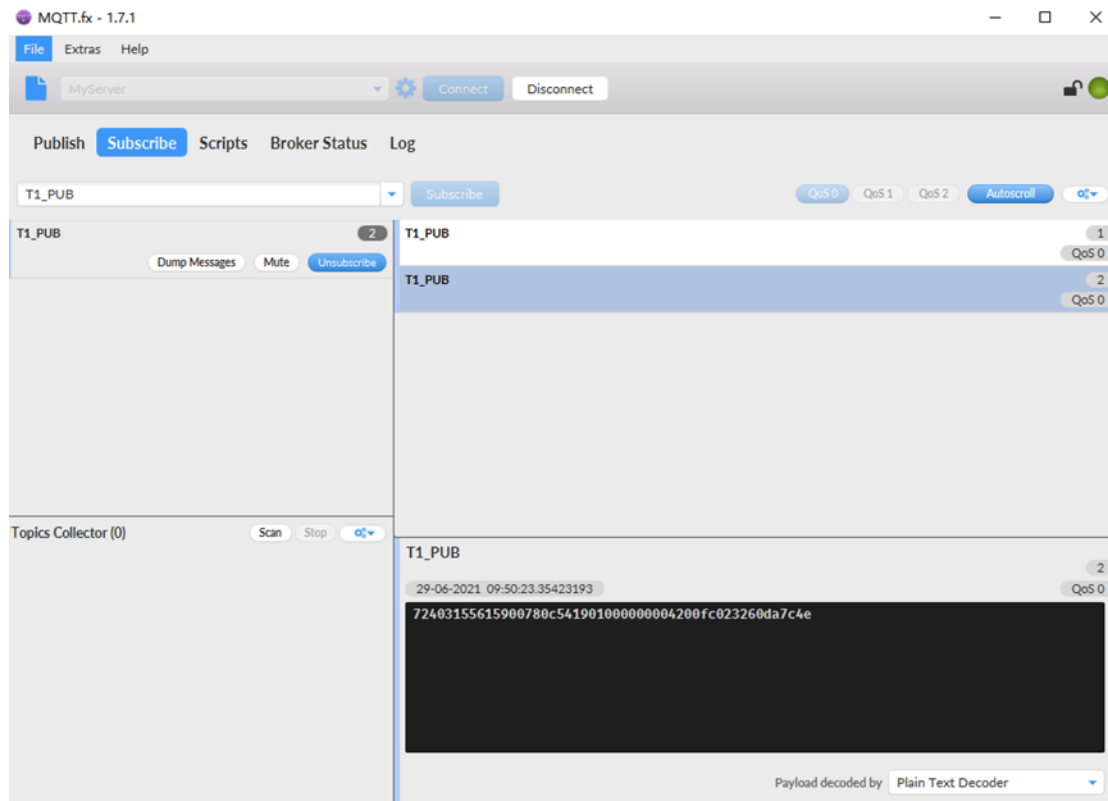 MQTT.fx - 1.7.1
File Extras Help
MyServer Connect Disconnect
Publish Subscribe Scripts Broker Status Log
T1_PUB Subscribe QoS 0 QoS 1 QoS 2 Autoscroll
T1_PUB 2
Dump Messages Mute Unsubscribe
T1_PUB 1
QoS 0
T1_PUB 2
QoS 0
Topics Collector (0) Scan Stop
T1_PUB 2
29-06-2021 09:50:23.35423193 QoS 0
72403155615900780c541901000000004200fc023260da7c4e
Payload decoded by Plain Text Decoder